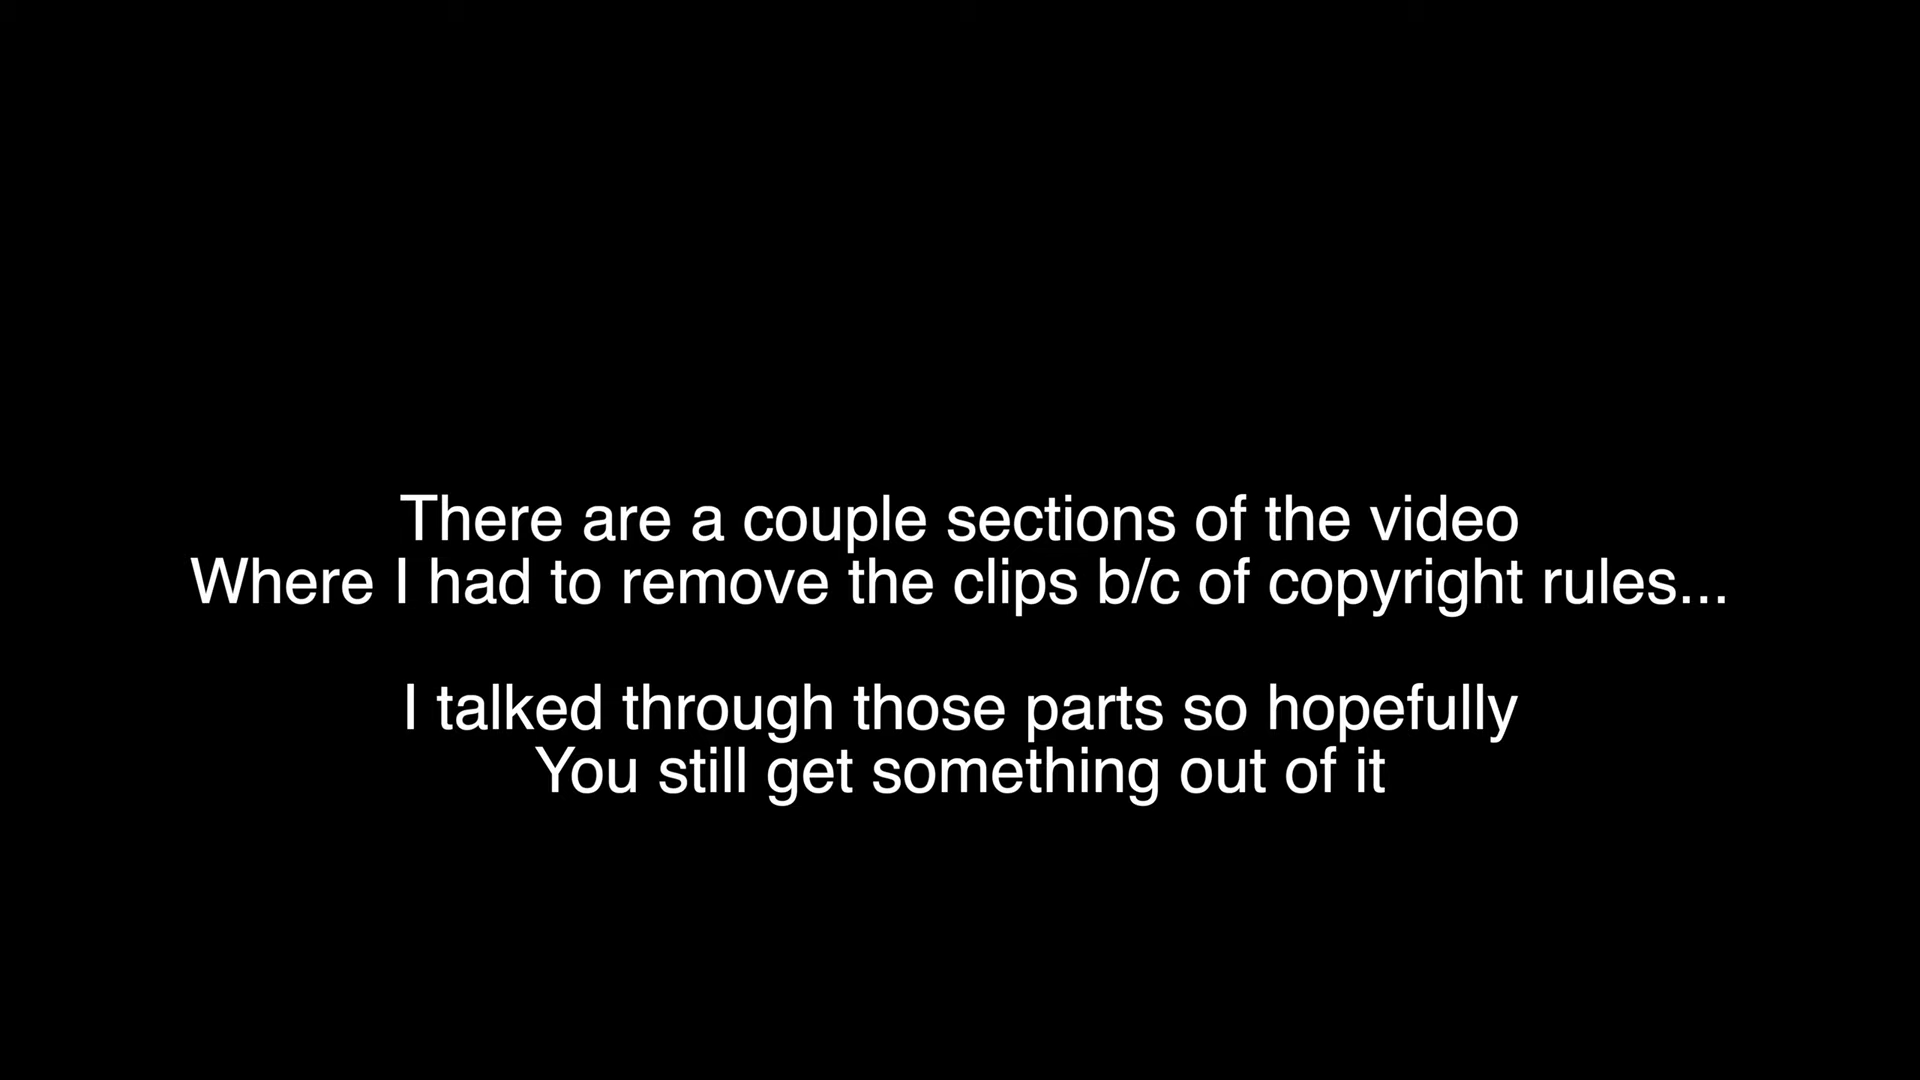 There are a couple sections of the video
Where I had to remove the clips b/c of copyright rules...
I talked through those parts so hopefully
You still get something out of it